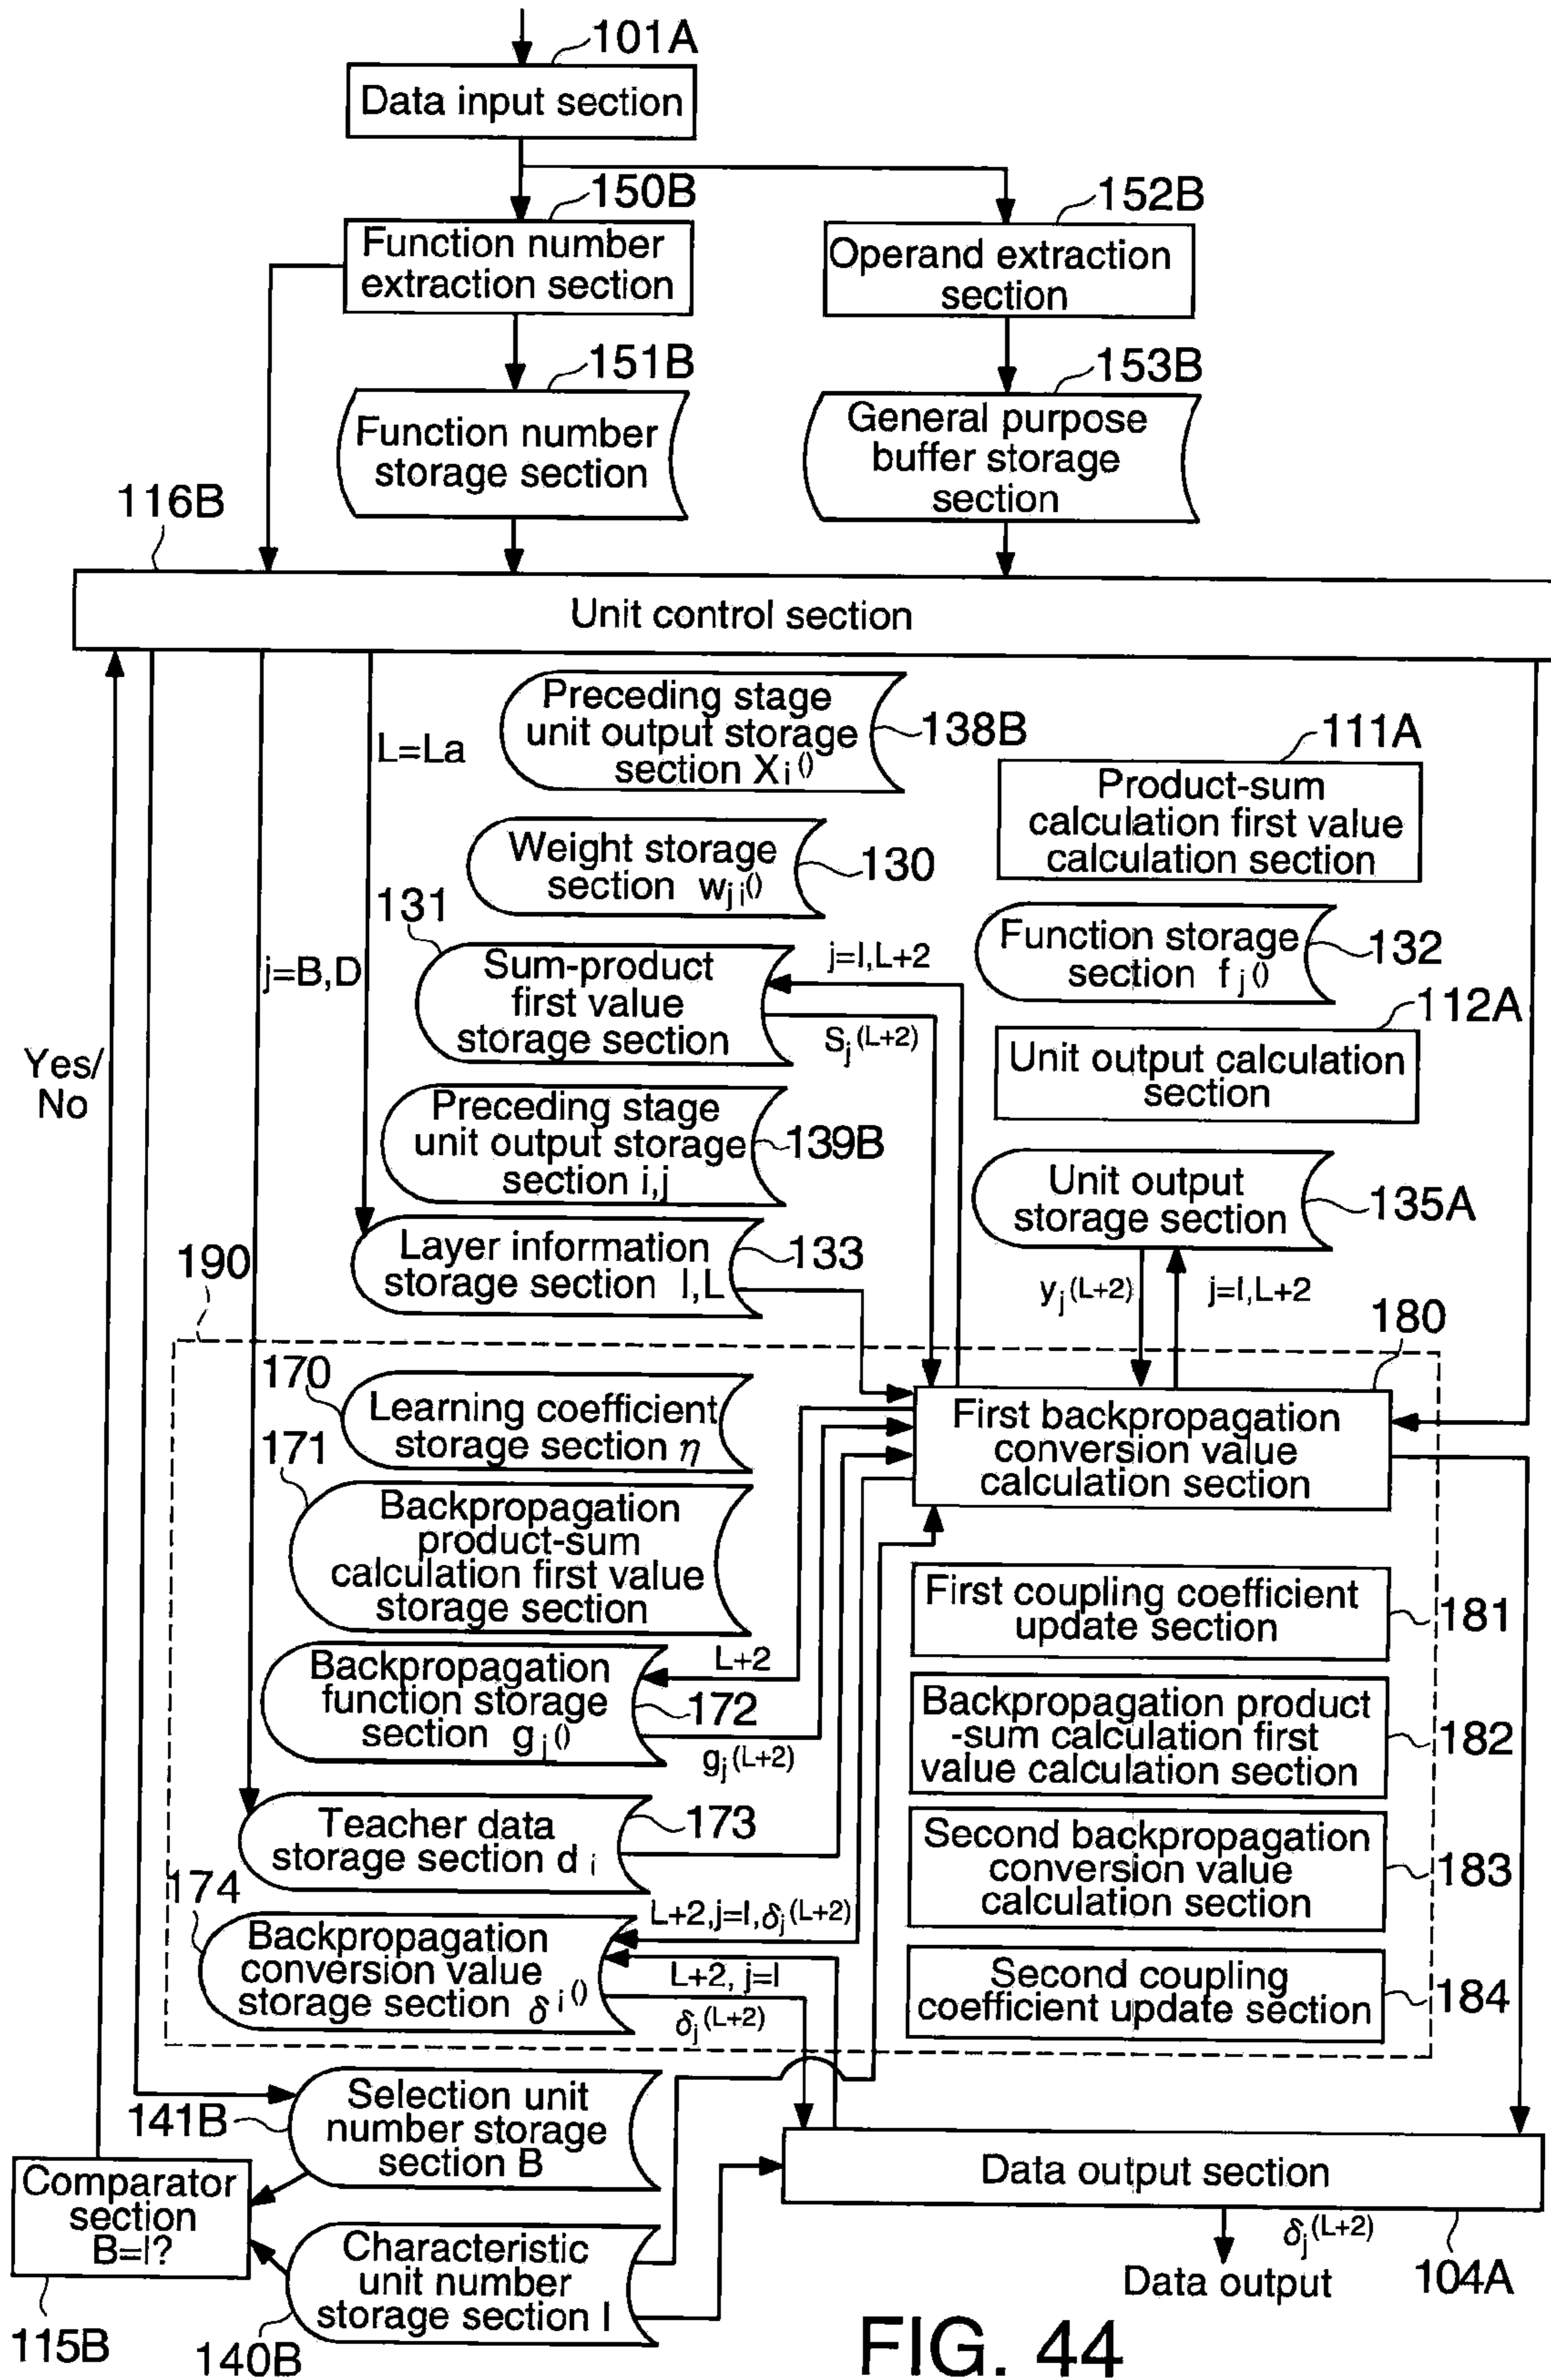 101A
Data input section
150B
Function number
extraction section
152B
Operand extraction
section
151B
Function number
storage section
153B
General purpose
buffer storage
section
116B
Unit control section
L=La
Preceding stage
unit output storage
section Xi()
138B
111A
Product-sum
calculation first value
calculation section
Weight storage
section wji()
130
131
j=B,D
Sum-product
first value
storage section
j=I,L+2
Sj(L+2)
Function storage
section fj()
132
112A
Unit output calculation
section
Yes/
No
Preceding stage
unit output storage
section i,j
139B
Unit output
storage section
135A
190
Layer information
storage section l,L
133
yj(L+2)
j=I,L+2
180
170
Learning coefficient
storage section η
First backpropagation
conversion value
calculation section
171
Backpropagation
product-sum
calculation first value
storage section
First coupling coefficient
update section
181
Backpropagation
function storage
section gj()
L+2
172
gj(L+2)
Backpropagation product
-sum calculation first
value calculation section
182
Teacher data
storage section di
173
Second backpropagation
conversion value
calculation section
183
174
Backpropagation
conversion value
storage section δi()
L+2,j=I,δj(L+2)
L+2, j=I
δj(L+2)
Second coupling
coefficient update section
184
141B
Selection unit
number storage
section B
Data output section
Comparator
section
B=I?
Characteristic
unit number
storage section I
δj(L+2)
Data output
104A
115B
140B
FIG. 44